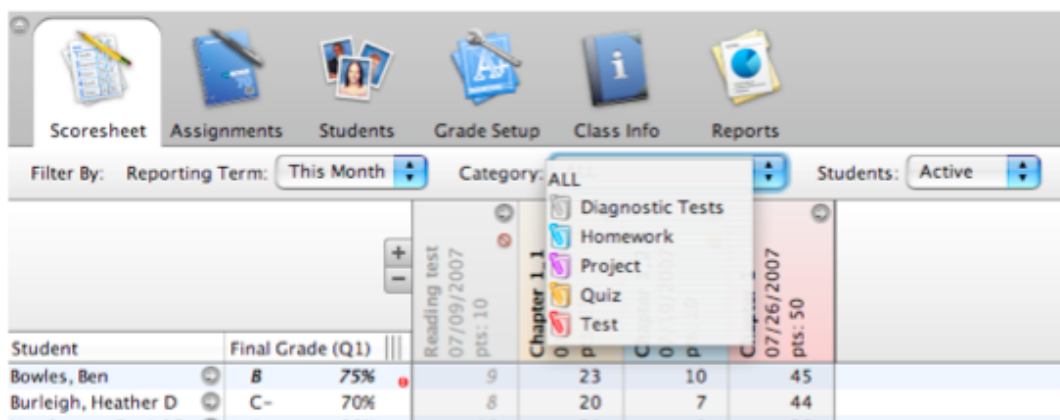 Scoresheet Assignments Students Grade Setup Class Info Reports
Filter By: Reporting Term: This Month Category: ALL Students: Active
Diagnostic Tests
Homework
Project
Quiz
Test
+
−
Reading test
07/09/2007
pts: 10
Chapter 1_1
07/26/2007
pts: 50
Student Final Grade (Q1)
Bowles, Ben B 75% 9 23 10 45
Burleigh, Heather D C- 70% 8 20 7 44